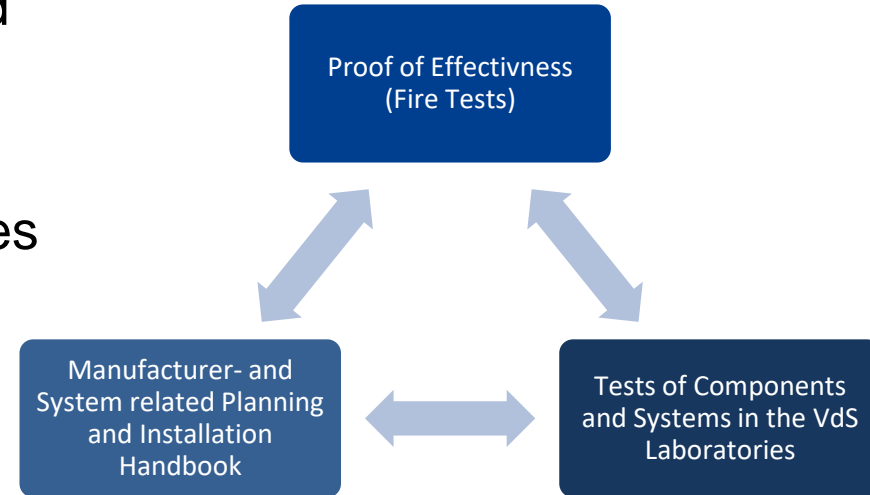 Proof of Effectivness
(Fire Tests)
es
Manufacturer- and
System related Planning
and Installation
Handbook
Tests of Components
and Systems in the VdS
Laboratories